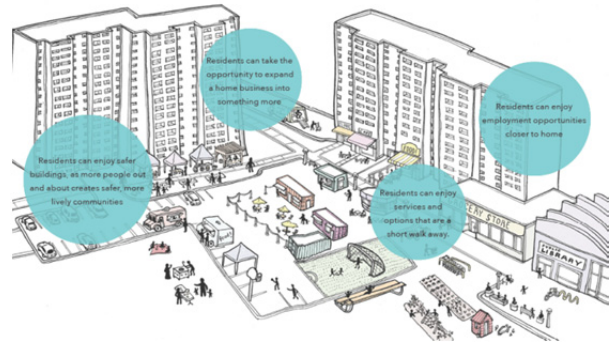 Residents can take the
opportunity to expand
a home business into
something more
Residents can enjoy
employment opportunities
closer to home
Residents can enjoy safer
buildings, as more people out
and about creates safer, more
lively communities
Residents can enjoy
services and
options that are a
short walk away.
STORE
LIBRARY